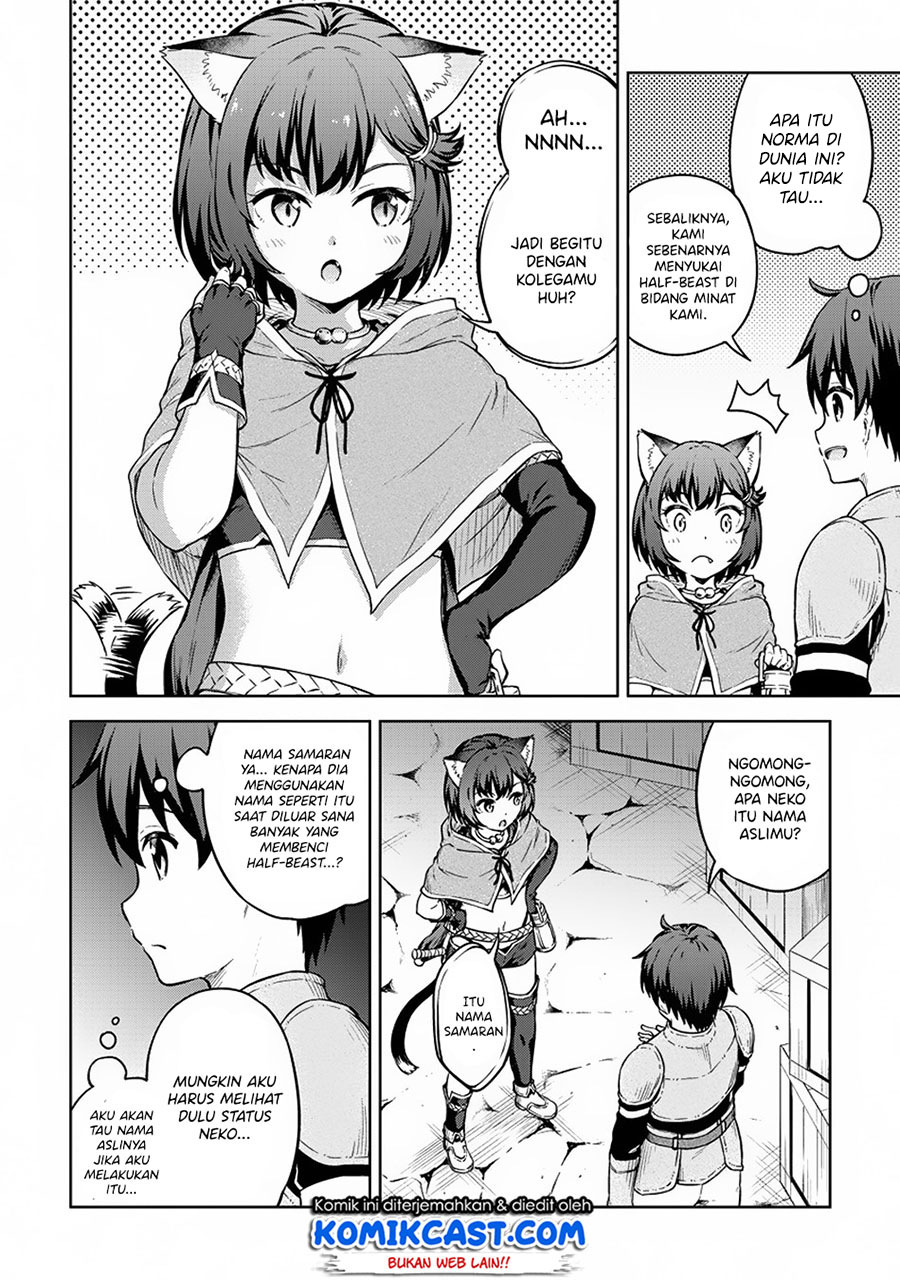 APA ITU
NORMA DI
DUNIA INI?
AKU TIDAK
TAU...
SEBALIKNYA,
KAMI
SEBENARNYA
MENYUKAI
HALF-BEAST DI
BIDANG MINAT
KAMI.
AH...
NNNN...
JADI BEGITU
DENGAN
KOLEGAMU
HUH?
NGOMONG-
NGOMONG,
APA NEKO
ITU NAMA
ASLIMU?
ITU
NAMA
SAMARAN
.
NAMA SAMARAN
YA... KENAPA DIA
MENGGUNAKAN
NAMA SEPERTI ITU
SAAT DILUAR SANA
BANYAK YANG
MEMBENCI
HALF-BEAST...?
MUNGKIN AKU
HARUS MELIHAT
DULU STATUS
NEKO...
AKU AKAN
TAU NAMA
ASLINYA
JIKA AKU
MELAKUKAN
ITU...
Komik ini diterjemahkan & diedit oleh
KOMIKCAST.COM
BUKAN WEB LAIN!!